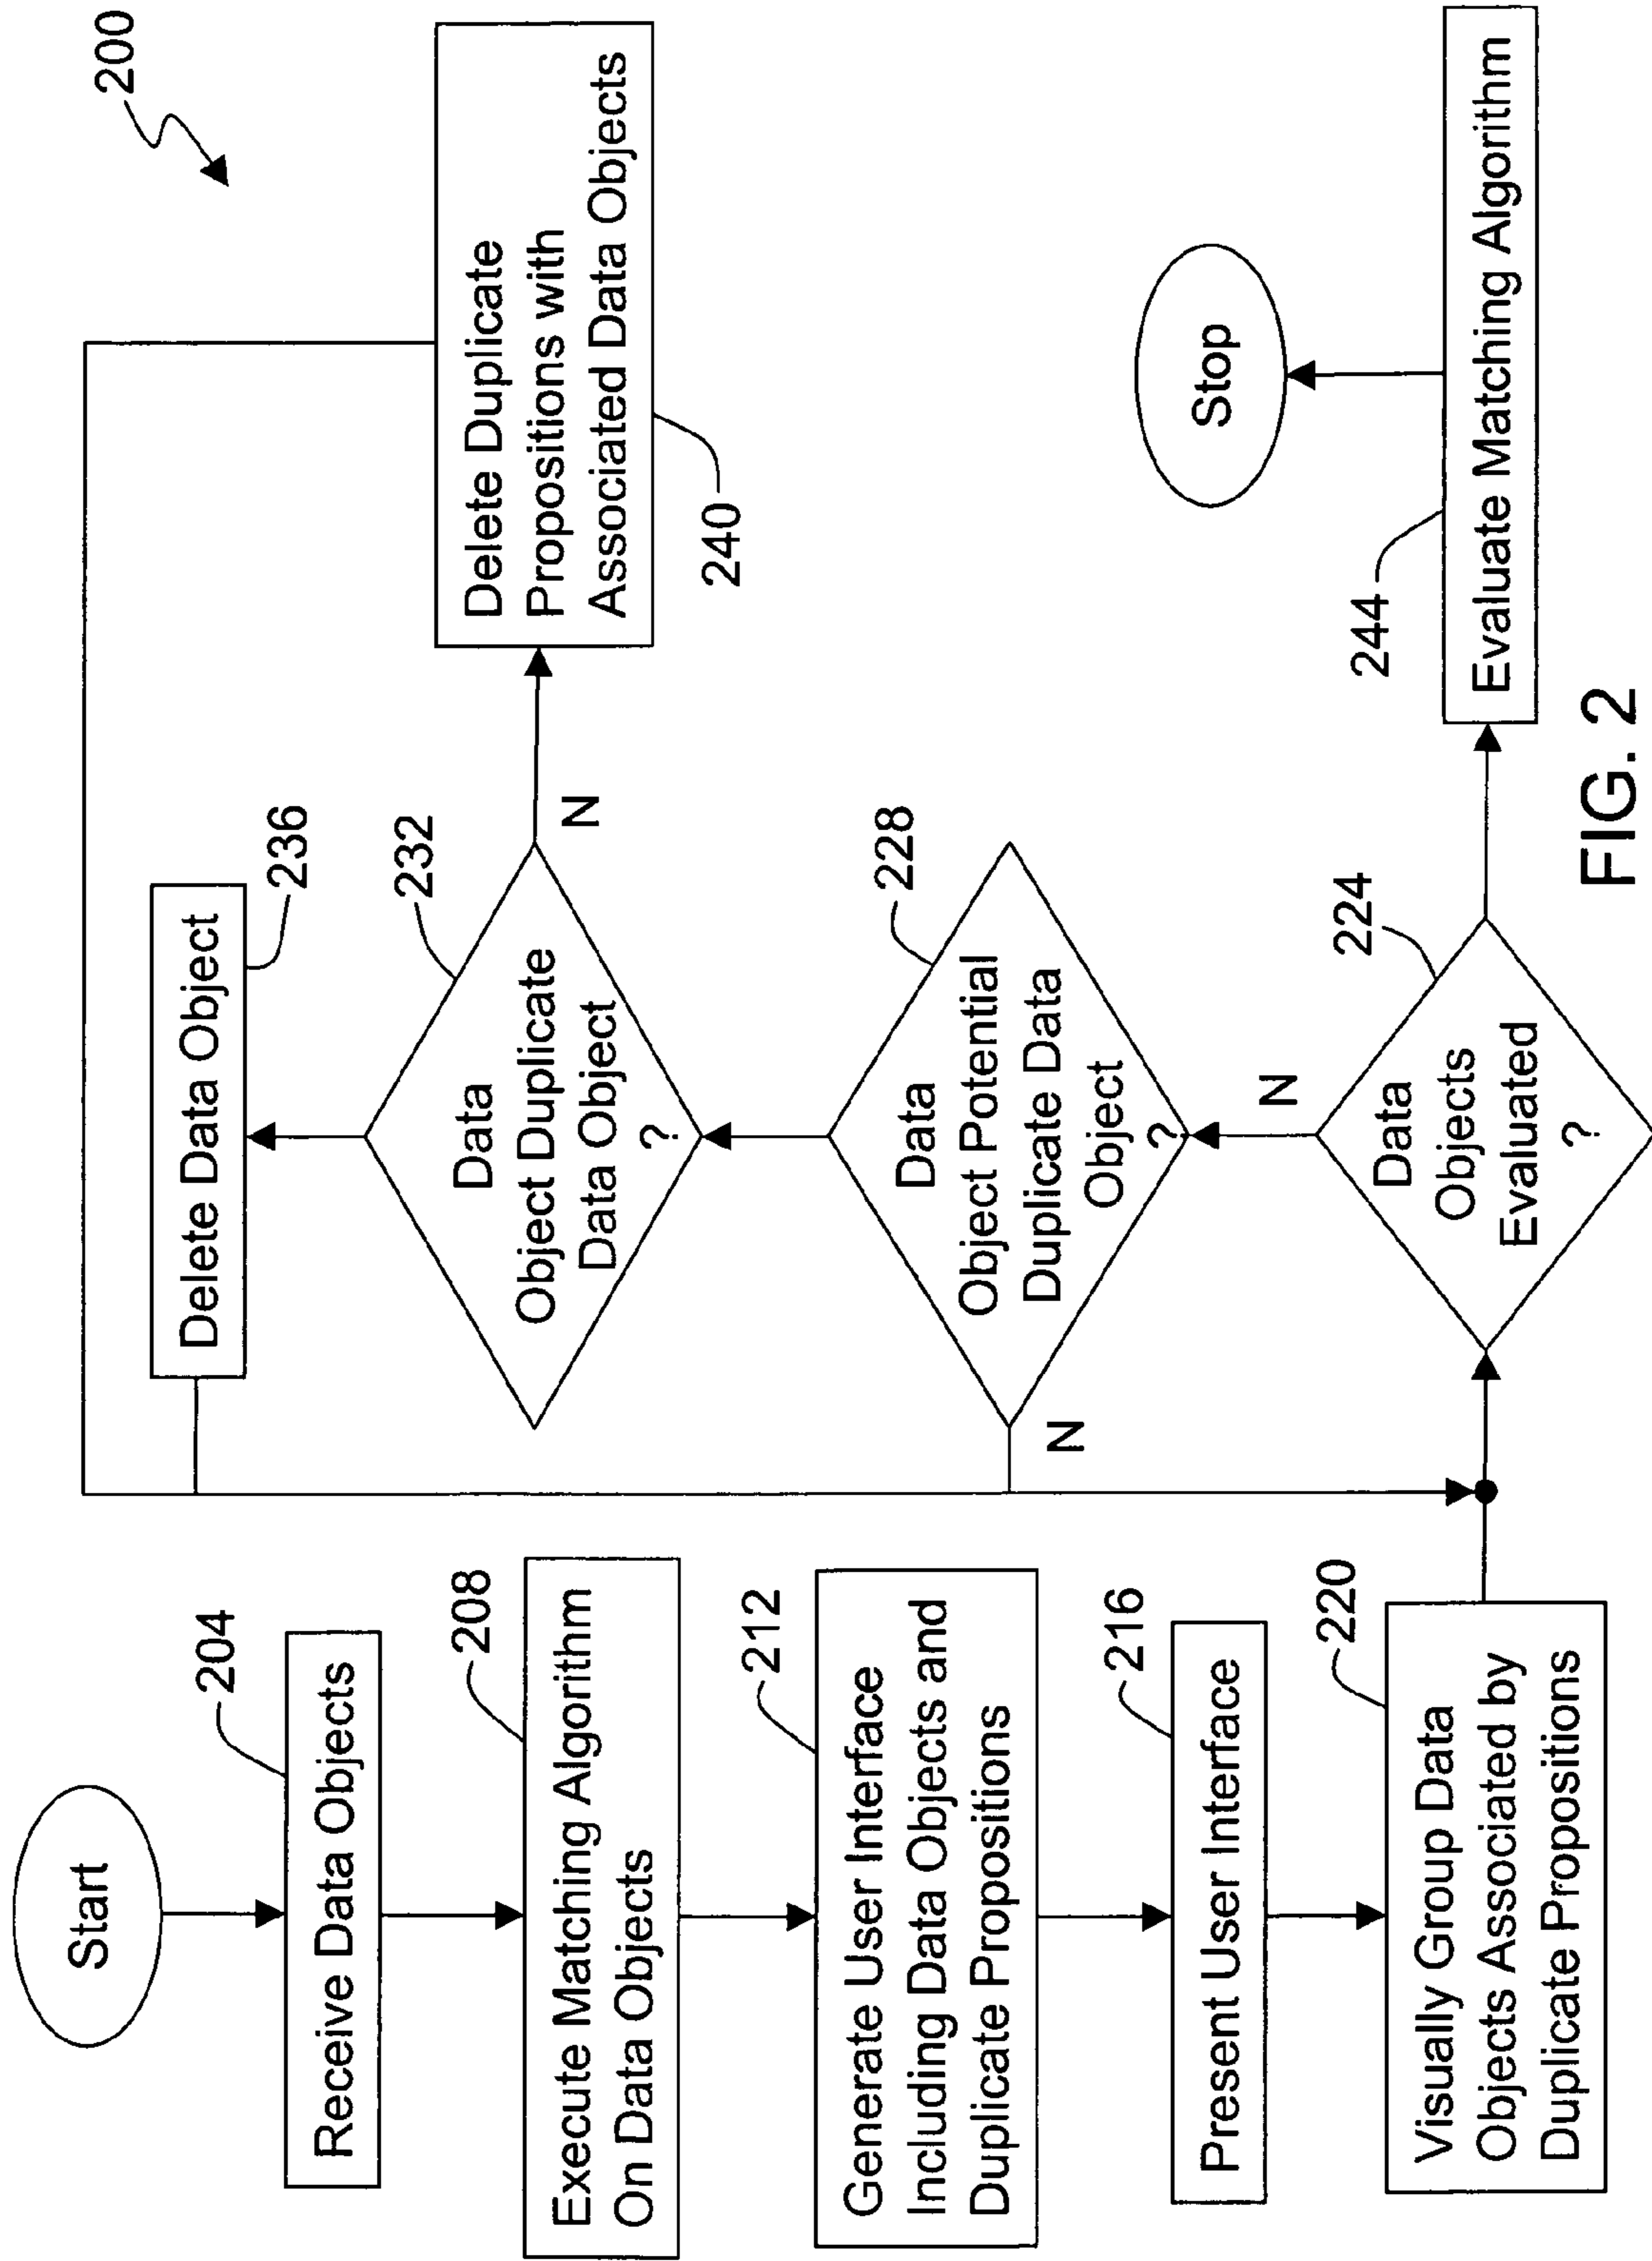 200
Start
204
Receive Data Objects
208
Execute Matching Algorithm
On Data Objects
212
Generate User Interface
Including Data Objects and
Duplicate Propositions
216
Present User Interface
220
Visually Group Data
Objects Associated by
Duplicate Propositions
224
Data
Objects
Evaluated
?
N
228
Data
Object Potential
Duplicate Data
Object
?
N
232
Data
Object Duplicate
Data Object
?
N
236
Delete Data Object
240
Delete Duplicate
Propositions with
Associated Data Objects
244
Evaluate Matching Algorithm
Stop
FIG. 2